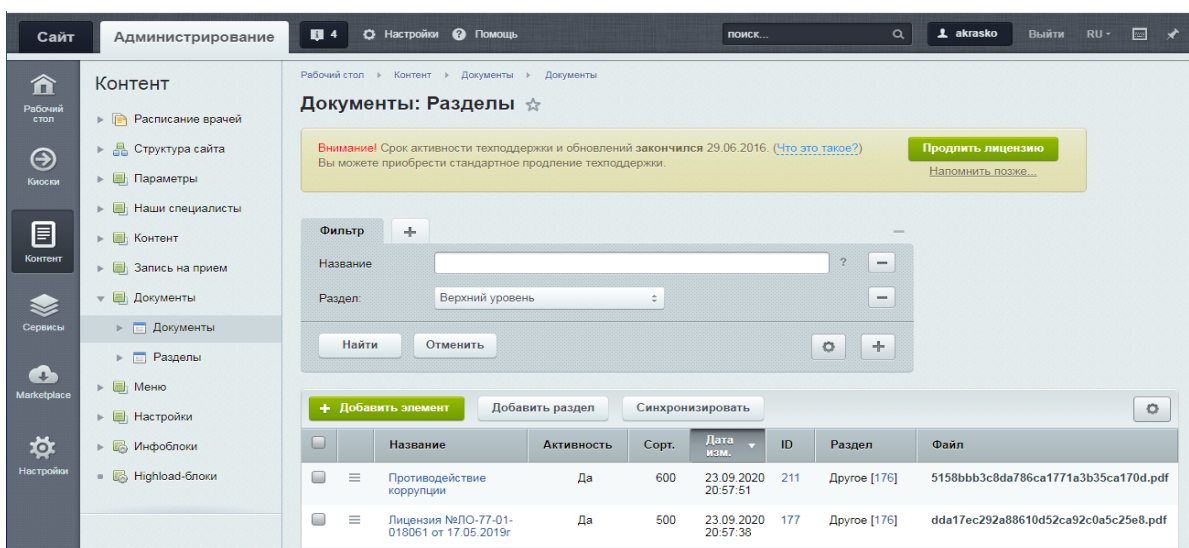 Сайт
Администрирование
4
Настройки
Помощь
поиск...
akrasko
Выйти
RU
Рабочий стол
Киоски
Контент
Сервисы
Marketplace
Настройки
Контент
Расписание врачей
Структура сайта
Параметры
Наши специалисты
Контент
Запись на прием
Документы
Документы
Разделы
Меню
Настройки
Инфоблоки
Highload-блоки
Рабочий стол Контент Документы Документы
Документы: Разделы
Внимание! Срок активности техподдержки и обновлений закончился 29.06.2016. (Что это такое?)
Вы можете приобрести стандартное продление техподдержки.
Продлить лицензию
Напомнить позже...
Фильтр +
Название ?
Раздел: Верхний уровень
Найти Отменить
+ Добавить элемент Добавить раздел Синхронизировать
Название Активность Сорт. Дата изм. ID Раздел Файл
Противодействие Да 600 23.09.2020 211 Другое [176] 5158bbb3c8da786ca1771a3b35ca170d.pdf
коррупции 20:57:51
Лицензия №ЛО-77-01- Да 500 23.09.2020 177 Другое [176] dda17ec292a88610d52ca92c0a5c25e8.pdf
018061 от 17.05.2019г 20:57:38